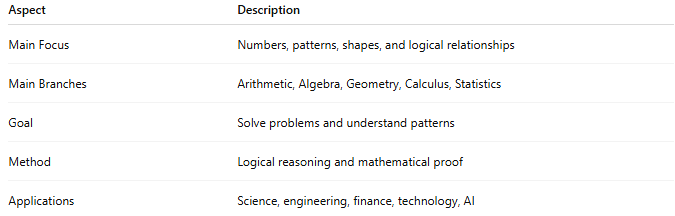 Aspect Description
Main Focus Numbers, patterns, shapes, and logical relationships
Main Branches Arithmetic, Algebra, Geometry, Calculus, Statistics
Goal Solve problems and understand patterns
Method Logical reasoning and mathematical proof
Applications Science, engineering, finance, technology, AI